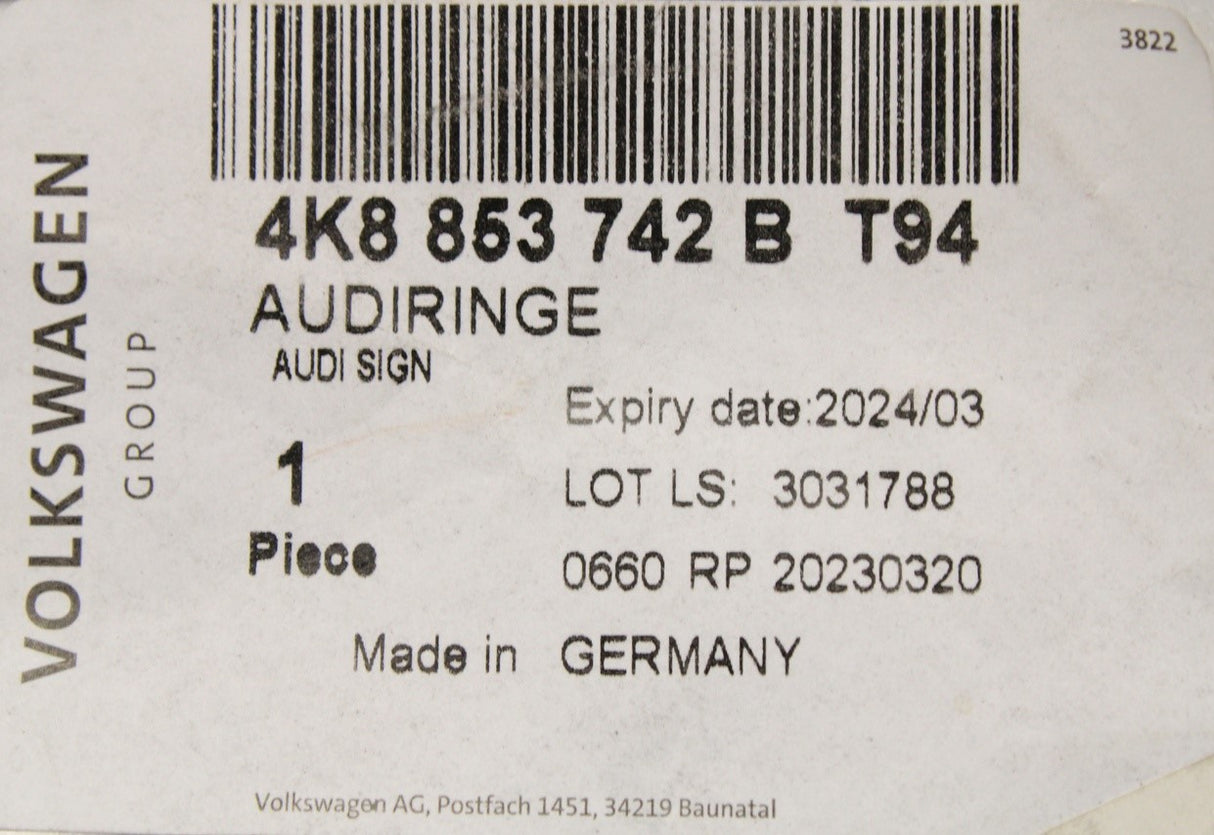 3822
VOLKSWAGEN
GROUP
4K8 853 742 B T94
AUDIRINGE
AUDI SIGN
Expiry date:2024/03
1
LOT LS: 3031788
Piece
0660 RP 20230320
Made in GERMANY
Volkswagen AG, Postfach 1451, 34219 Baunatal